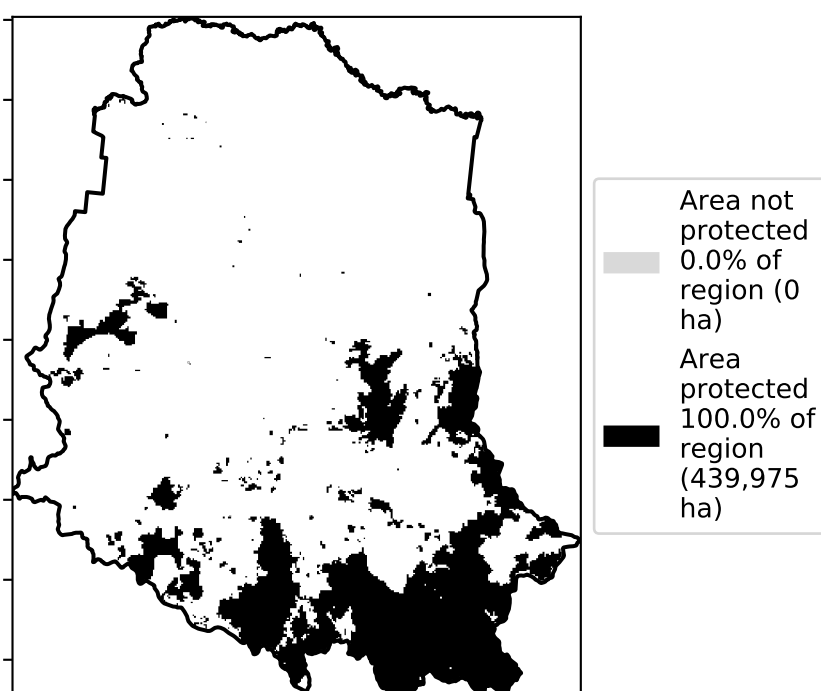 Area not
protected
0.0% of
region (0
ha)
Area
protected
100.0% of
region
(439,975
ha)